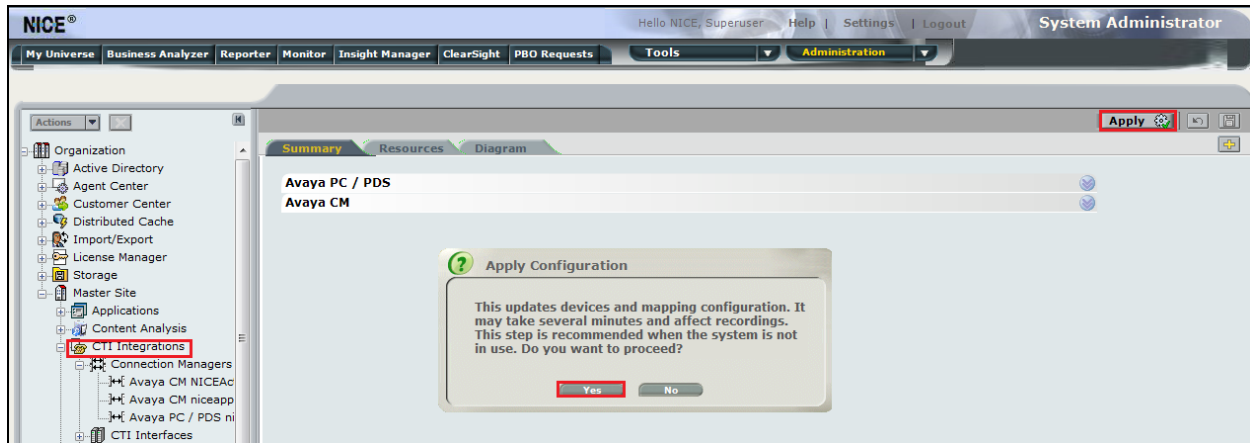 NICE®
Hello NICE, Superuser Help | Settings | Logout System Administrator
My Universe Business Analyzer Reporter Monitor Insight Manager ClearSight PBO Requests Tools Administration
Actions
Apply
Organization
Active Directory
Agent Center
Customer Center
Distributed Cache
Import/Export
License Manager
Storage
Master Site
Applications
Content Analysis
CTI Integrations
Connection Managers
Avaya CM NICEAc
Avaya CM niceapp
Avaya PC / PDS ni
CTI Interfaces
Summary Resources Diagram
Avaya PC / PDS
Avaya CM
Apply Configuration
This updates devices and mapping configuration. It
may take several minutes and affect recordings.
This step is recommended when the system is not
in use. Do you want to proceed?
Yes No